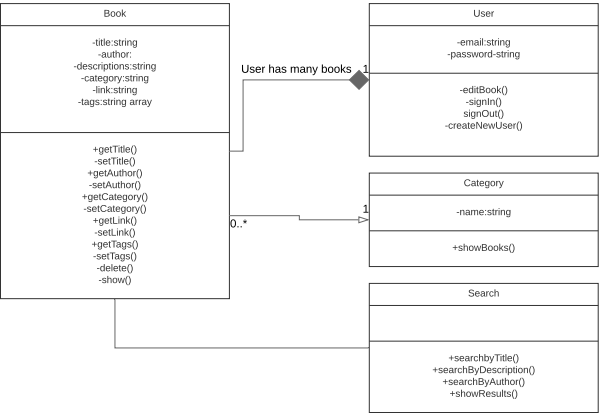 Book
-title:string
-author:
-descriptions:string
-category:string
-link:string
-tags:string array
+getTitle()
-setTitle()
+getAuthor()
-setAuthor()
+getCategory()
-setCategory()
+getLink()
-setLink()
+getTags()
-setTags()
-delete()
-show()
User has many books
1
0..*
1
User
-email:string
-password-string
-editBook()
-signIn()
signOut()
-createNewUser()
Category
-name:string
+showBooks()
Search
+searchbyTitle()
+searchByDescription()
+searchByAuthor()
+showResults()